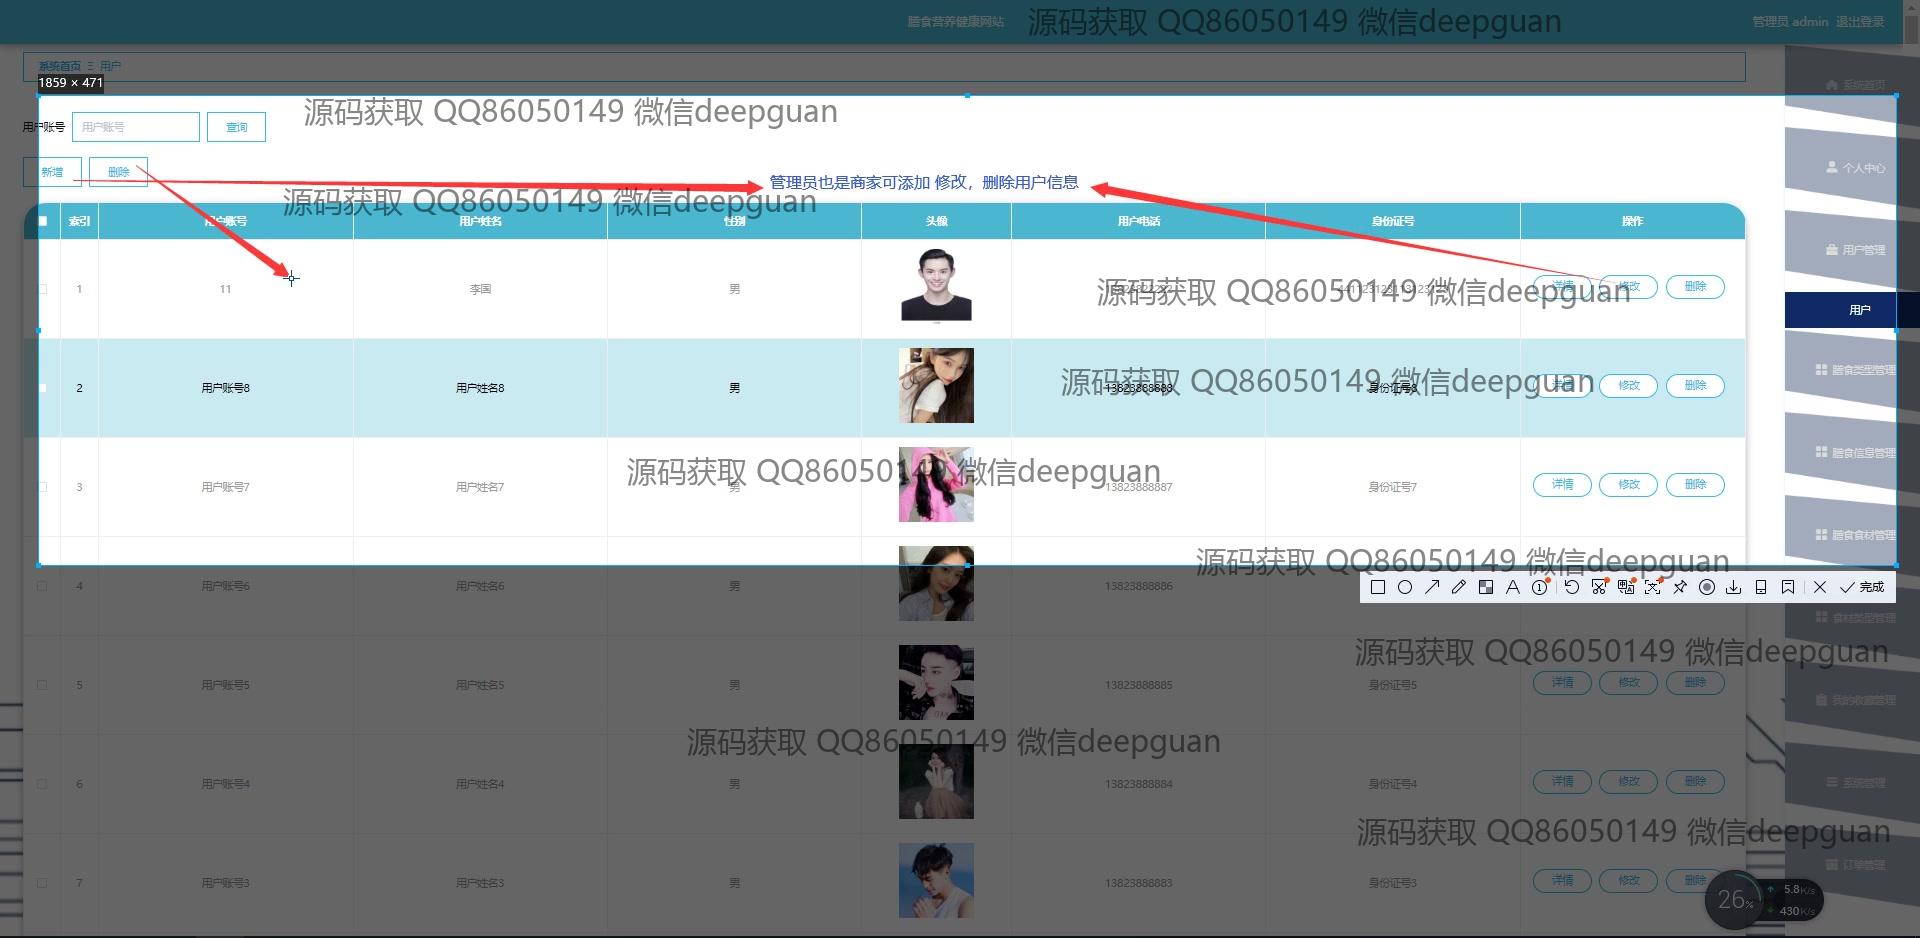 膳食营养健康网站
源码获取 QQ86050149 微信deepguan
管理员 admin 退出登录
系统首页 Ξ 用户
1859 × 471
系统首页
用户账号 用户账号 查询
源码获取 QQ86050149 微信deepguan
新增 删除
个人中心
管理员也是商家可添加 修改，删除用户信息
源码获取 QQ86050149 微信deepguan
索引 用户账号 用户姓名 性别 头像 用户电话 身份证号 操作
用户管理
1 11 李国 男 详情 修改 删除
源码获取 QQ86050149 微信deepguan
用户
膳食类型管理
2 用户账号8 用户姓名8 男 13823888888 身份证号8 详情 修改 删除
源码获取 QQ86050149 微信deepguan
膳食信息管理
源码获取 QQ86050149 微信deepguan
3 用户账号7 用户姓名7 男 13823888887 身份证号7 详情 修改 删除
膳食食材管理
源码获取 QQ86050149 微信deepguan
4 用户账号6 用户姓名6 男 13823888886
完成
食材类型管理
源码获取 QQ86050149 微信deepguan
5 用户账号5 用户姓名5 男 13823888885 身份证号5 详情 修改 删除
我的收藏管理
源码获取 QQ86050149 微信deepguan
6 用户账号4 用户姓名4 男 13823888884 身份证号4 详情 修改 删除
系统管理
源码获取 QQ86050149 微信deepguan
订单管理
7 用户账号3 用户姓名3 男 13823888883 身份证号3 详情 修改 删除
26% 5.8K/s
430K/s